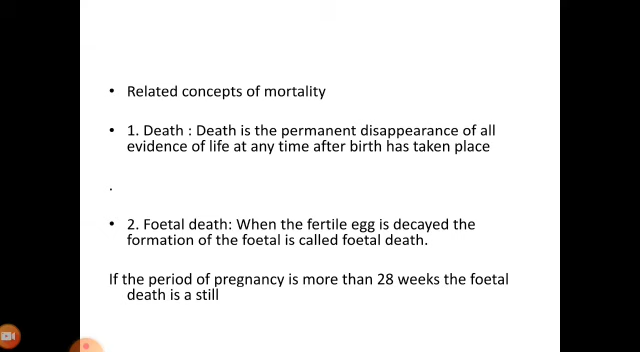 • Related concepts of mortality
• 1. Death : Death is the permanent disappearance of all
evidence of life at any time after birth has taken place
.
• 2. Foetal death: When the fertile egg is decayed the
formation of the foetal is called foetal death.
If the period of pregnancy is more than 28 weeks the foetal
death is a still